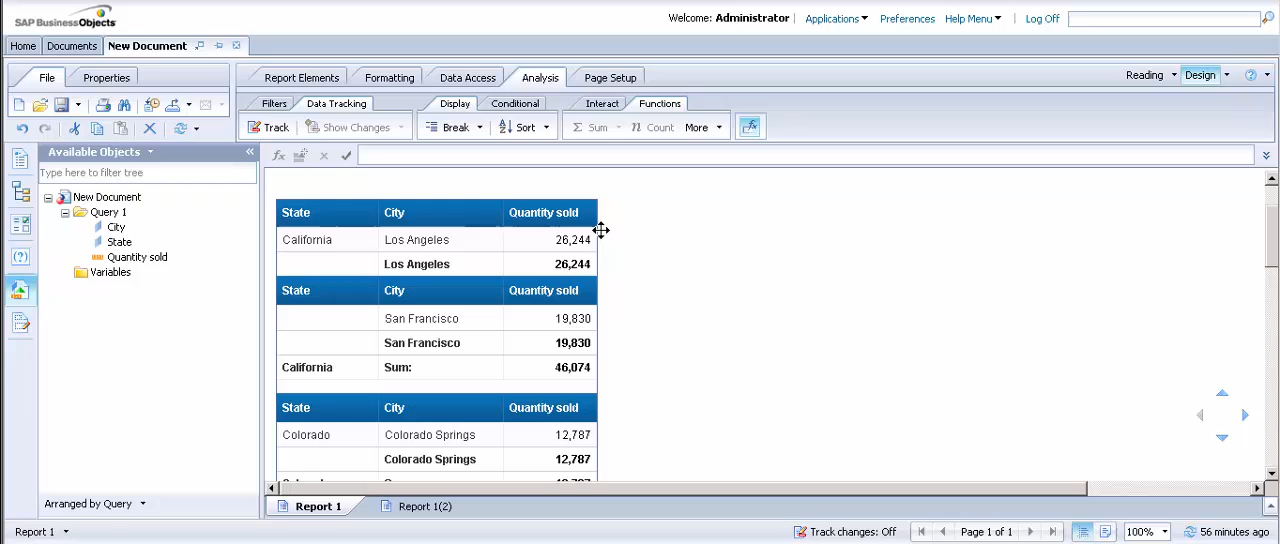 SAP BusinessObjects
Welcome: Administrator Applications Preferences Help Menu Log Off
Home Documents New Document
File Properties Report Elements Formatting Data Access Analysis Page Setup Reading Design
Filters Data Tracking Display Conditional Interact Functions
Track Show Changes Break Sort Sum Count More
Available Objects
Type here to filter tree
New Document
Query 1
City
State
Quantity sold
Variables
Arranged by Query
State City Quantity sold
California Los Angeles 26,244
Los Angeles 26,244
State City Quantity sold
San Francisco 19,830
San Francisco 19,830
California Sum: 46,074
State City Quantity sold
Colorado Colorado Springs 12,787
Colorado Springs 12,787
Report 1 Report 1(2)
Report 1 Track changes: Off Page 1 of 1 100% 56 minutes ago